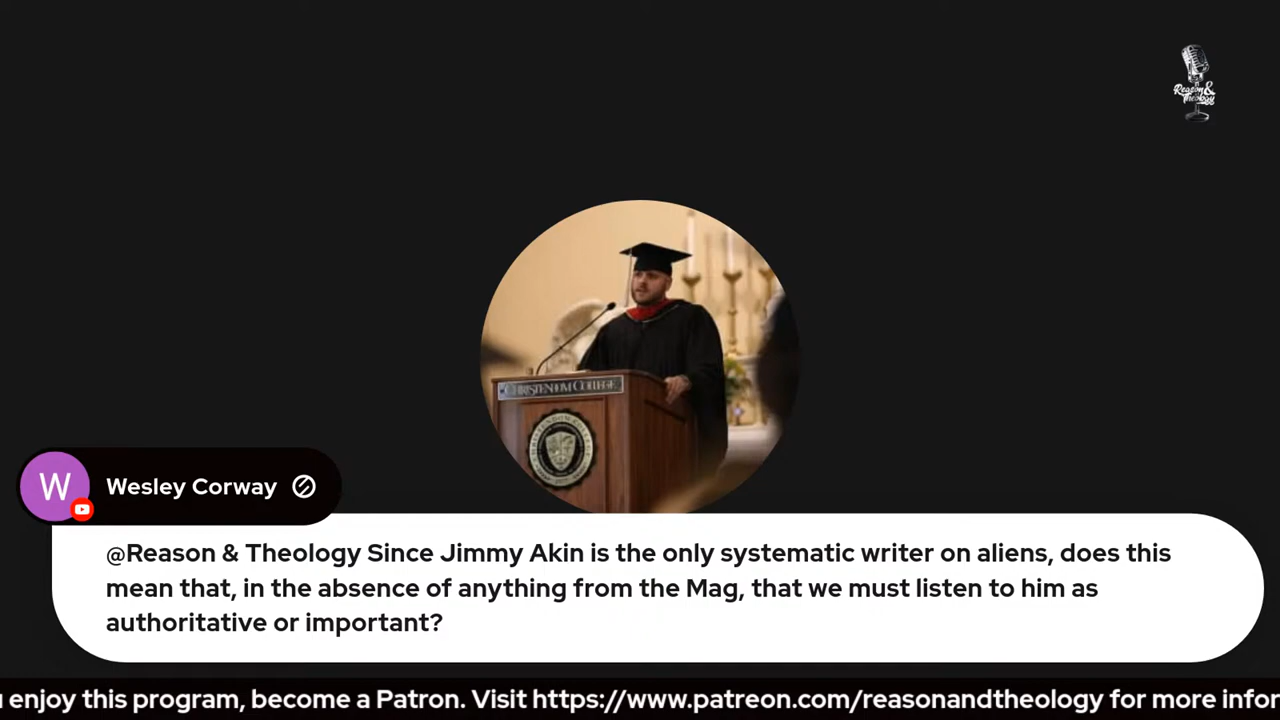 Reason &
Theology
CHRISTENDOM COLLEGE
W
Wesley Corway
@Reason & Theology Since Jimmy Akin is the only systematic writer on aliens, does this
mean that, in the absence of anything from the Mag, that we must listen to him as
authoritative or important?
enjoy this program, become a Patron. Visit https://www.patreon.com/reasonandtheology for more